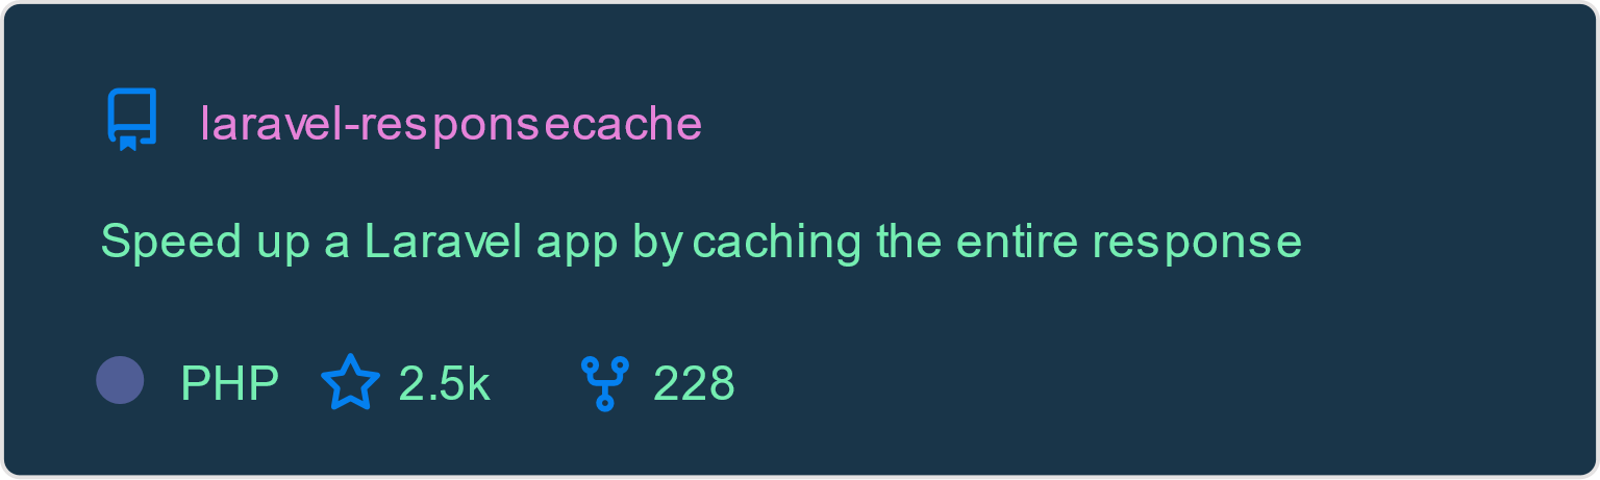 laravel-responsecache
Speed up a Laravel app by caching the entire response
PHP 2.5k 228